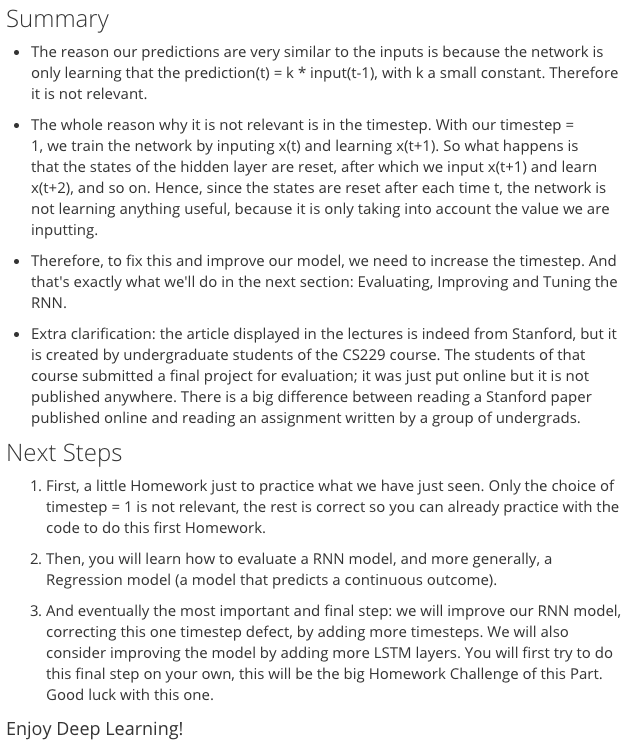 Summary
• The reason our predictions are very similar to the inputs is because the network is
only learning that the prediction(t) = k * input(t-1), with k a small constant. Therefore
it is not relevant.
• The whole reason why it is not relevant is in the timestep. With our timestep =
1, we train the network by inputing x(t) and learning x(t+1). So what happens is
that the states of the hidden layer are reset, after which we input x(t+1) and learn
x(t+2), and so on. Hence, since the states are reset after each time t, the network is
not learning anything useful, because it is only taking into account the value we are
inputting.
• Therefore, to fix this and improve our model, we need to increase the timestep. And
that's exactly what we'll do in the next section: Evaluating, Improving and Tuning the
RNN.
• Extra clarification: the article displayed in the lectures is indeed from Stanford, but it
is created by undergraduate students of the CS229 course. The students of that
course submitted a final project for evaluation; it was just put online but it is not
published anywhere. There is a big difference between reading a Stanford paper
published online and reading an assignment written by a group of undergrads.
Next Steps
1. First, a little Homework just to practice what we have just seen. Only the choice of
timestep = 1 is not relevant, the rest is correct so you can already practice with the
code to do this first Homework.
2. Then, you will learn how to evaluate a RNN model, and more generally, a
Regression model (a model that predicts a continuous outcome).
3. And eventually the most important and final step: we will improve our RNN model,
correcting this one timestep defect, by adding more timesteps. We will also
consider improving the model by adding more LSTM layers. You will first try to do
this final step on your own, this will be the big Homework Challenge of this Part.
Good luck with this one.
Enjoy Deep Learning!